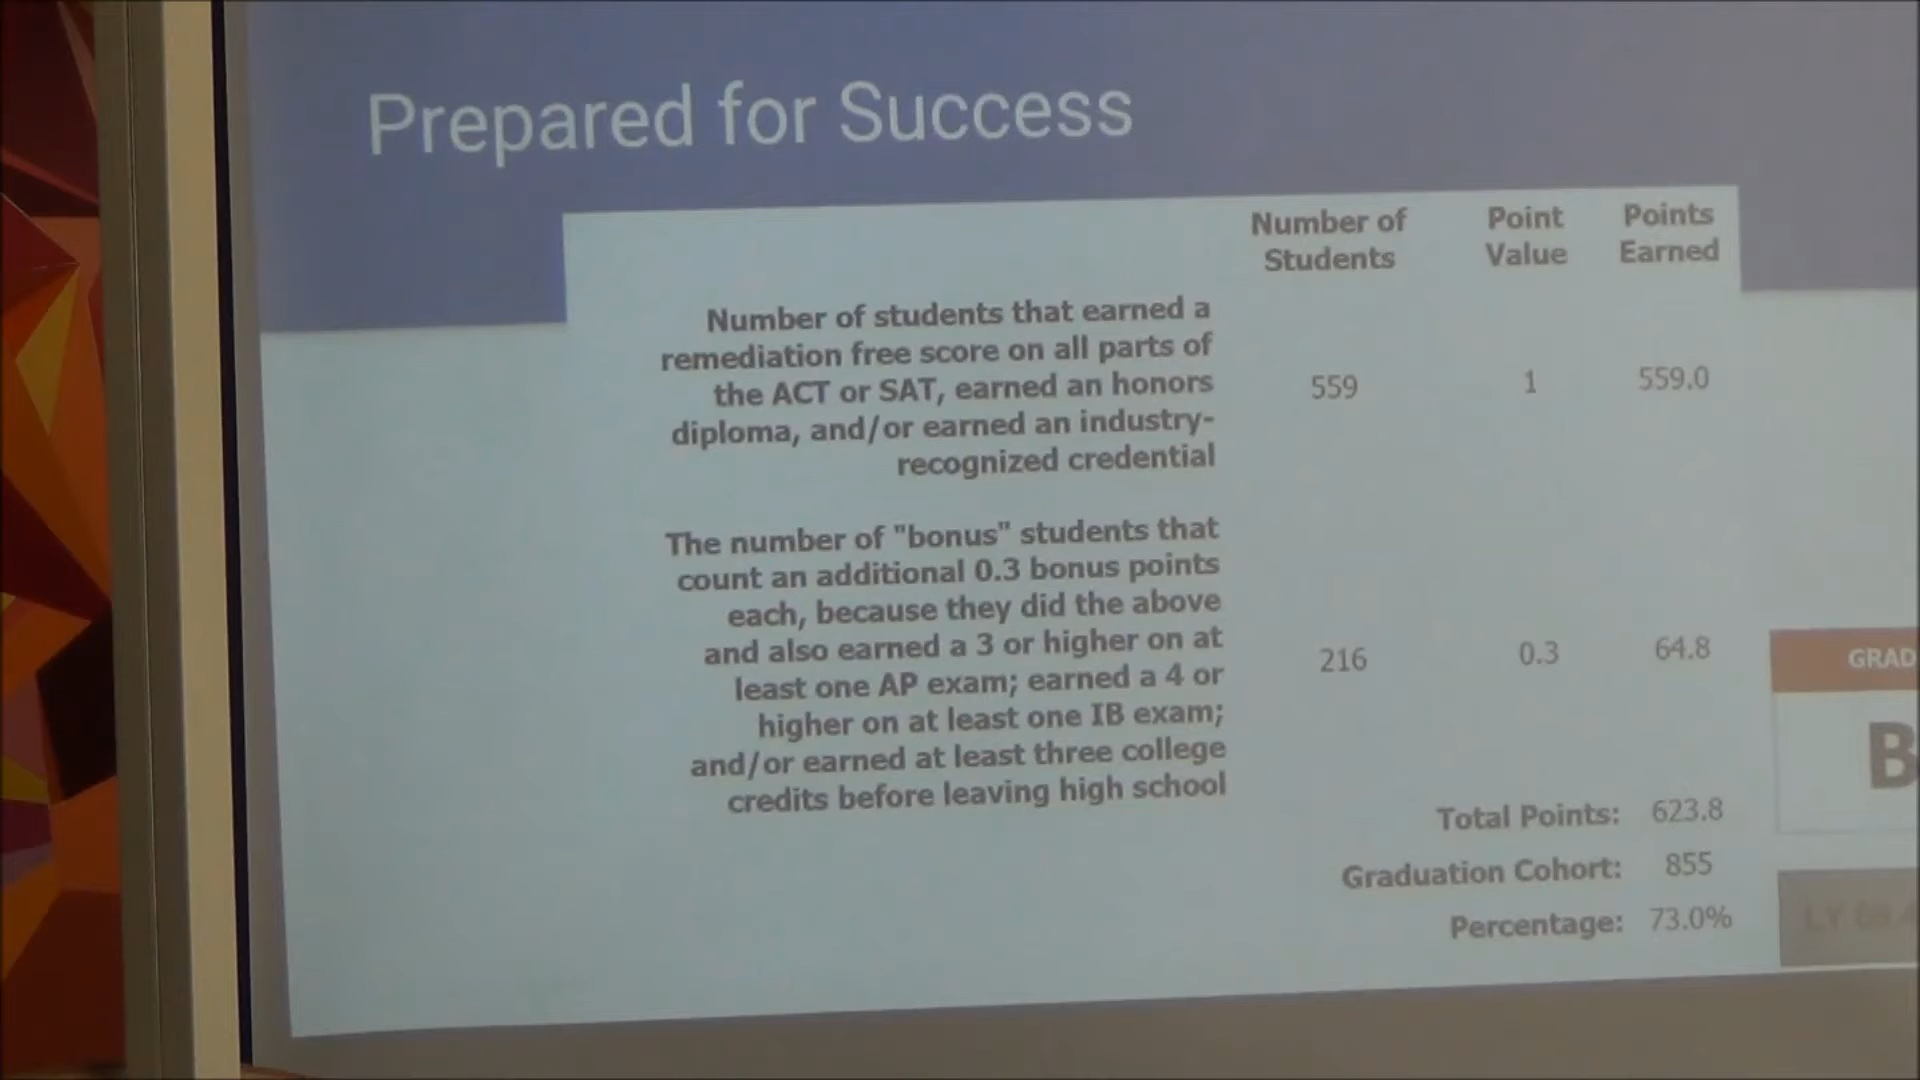 Prepared for Success
Number of Students
Point Value
Points Earned
Number of students that earned a
remediation free score on all parts of
the ACT or SAT, earned an honors
diploma, and/or earned an industry-
recognized credential
559
1
559.0
The number of "bonus" students that
count an additional 0.3 bonus points
each, because they did the above
and also earned a 3 or higher on at
least one AP exam; earned a 4 or
higher on at least one IB exam;
and/or earned at least three college
credits before leaving high school
216
0.3
64.8
Total Points: 623.8
Graduation Cohort: 855
Percentage: 73.0%
GRAD
B
LY